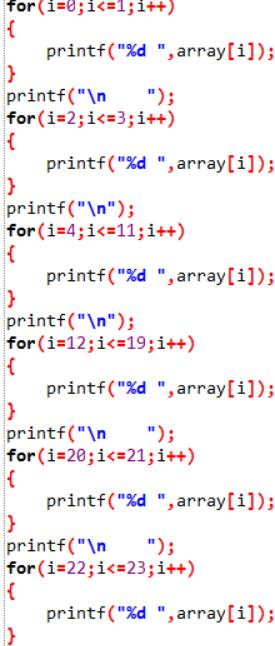 for(i=0;i<=1;i++)
{
    printf("%d ",array[i]);
}
printf("\n    ");
for(i=2;i<=3;i++)
{
    printf("%d ",array[i]);
}
printf("\n");
for(i=4;i<=11;i++)
{
    printf("%d ",array[i]);
}
printf("\n");
for(i=12;i<=19;i++)
{
    printf("%d ",array[i]);
}
printf("\n    ");
for(i=20;i<=21;i++)
{
    printf("%d ",array[i]);
}
printf("\n    ");
for(i=22;i<=23;i++)
{
    printf("%d ",array[i]);
}